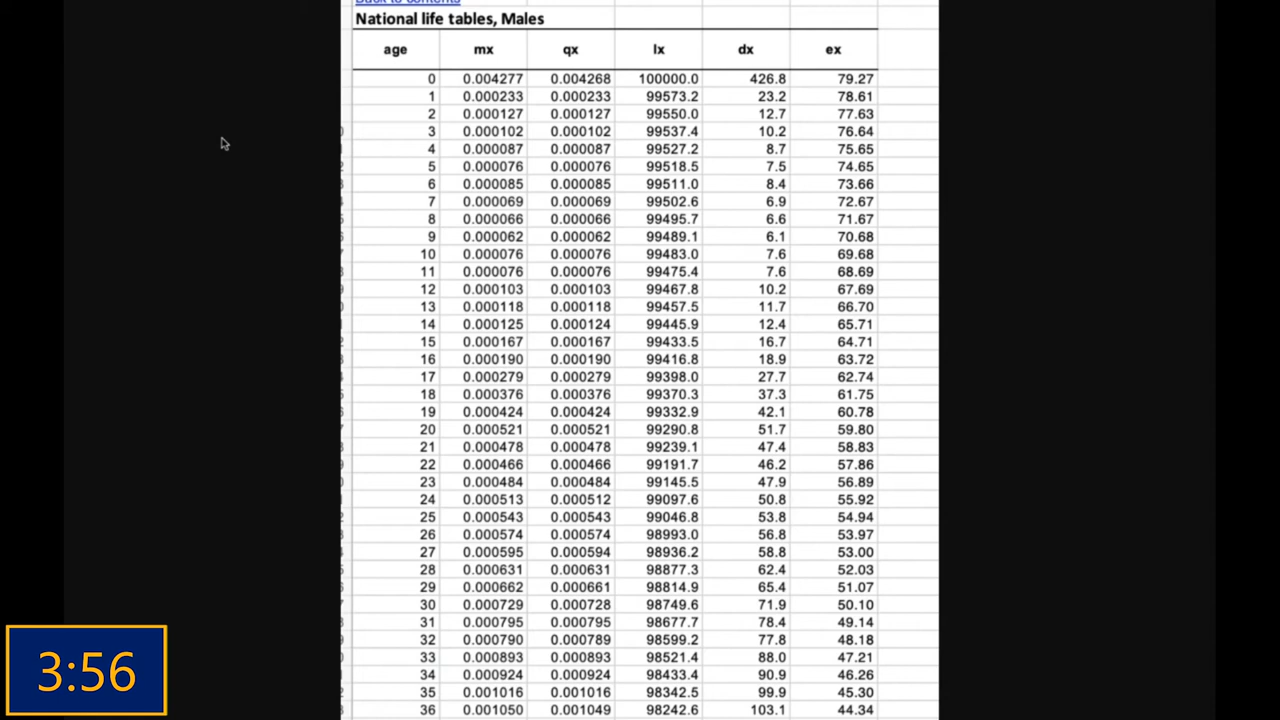 Back to contents
National life tables, Males
age mx qx lx dx ex
0 0.004277 0.004268 100000.0 426.8 79.27
1 0.000233 0.000233 99573.2 23.2 78.61
2 0.000127 0.000127 99550.0 12.7 77.63
3 0.000102 0.000102 99537.4 10.2 76.64
4 0.000087 0.000087 99527.2 8.7 75.65
5 0.000076 0.000076 99518.5 7.5 74.65
6 0.000085 0.000085 99511.0 8.4 73.66
7 0.000069 0.000069 99502.6 6.9 72.67
8 0.000066 0.000066 99495.7 6.6 71.67
9 0.000062 0.000062 99489.1 6.1 70.68
10 0.000076 0.000076 99483.0 7.6 69.68
11 0.000076 0.000076 99475.4 7.6 68.69
12 0.000103 0.000103 99467.8 10.2 67.69
13 0.000118 0.000118 99457.5 11.7 66.70
14 0.000125 0.000124 99445.9 12.4 65.71
15 0.000167 0.000167 99433.5 16.7 64.71
16 0.000190 0.000190 99416.8 18.9 63.72
17 0.000279 0.000279 99398.0 27.7 62.74
18 0.000376 0.000376 99370.3 37.3 61.75
19 0.000424 0.000424 99332.9 42.1 60.78
20 0.000521 0.000521 99290.8 51.7 59.80
21 0.000478 0.000478 99239.1 47.4 58.83
22 0.000466 0.000466 99191.7 46.2 57.86
23 0.000484 0.000484 99145.5 47.9 56.89
24 0.000513 0.000512 99097.6 50.8 55.92
25 0.000543 0.000543 99046.8 53.8 54.94
26 0.000574 0.000574 98993.0 56.8 53.97
27 0.000595 0.000594 98936.2 58.8 53.00
28 0.000631 0.000631 98877.3 62.4 52.03
29 0.000662 0.000661 98814.9 65.4 51.07
30 0.000729 0.000728 98749.6 71.9 50.10
31 0.000795 0.000795 98677.7 78.4 49.14
32 0.000790 0.000789 98599.2 77.8 48.18
33 0.000893 0.000893 98521.4 88.0 47.21
34 0.000924 0.000924 98433.4 90.9 46.26
35 0.001016 0.001016 98342.5 99.9 45.30
36 0.001050 0.001049 98242.6 103.1 44.34
3:56